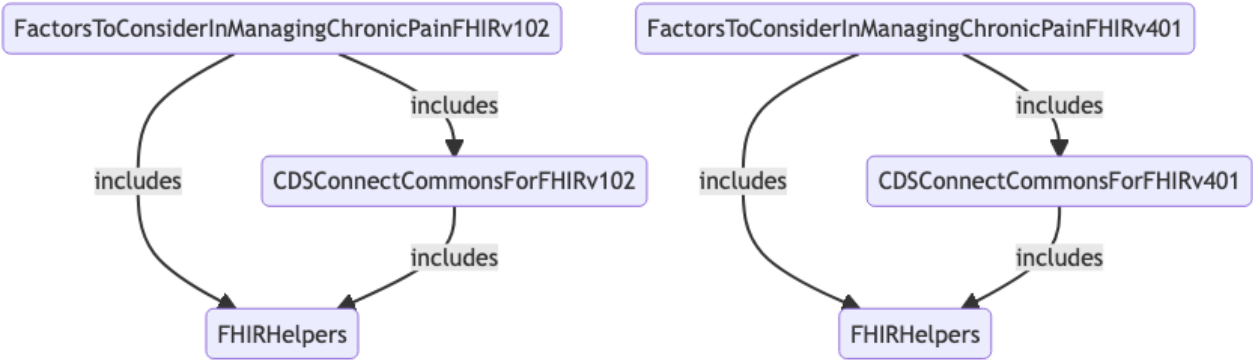 FactorsToConsiderInManagingChronicPainFHIRv102
includes
includes
CDSConnectCommonsForFHIRv102
includes
FHIRHelpers
FactorsToConsiderInManagingChronicPainFHIRv401
includes
includes
CDSConnectCommonsForFHIRv401
includes
FHIRHelpers